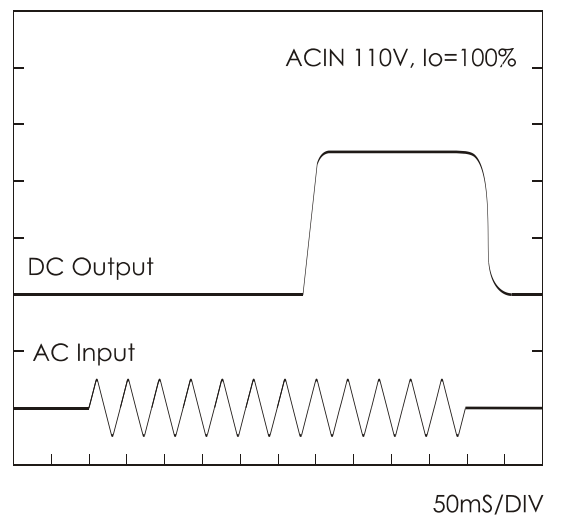 ACIN 110V, Io=100%
DC Output
AC Input
50mS/DIV